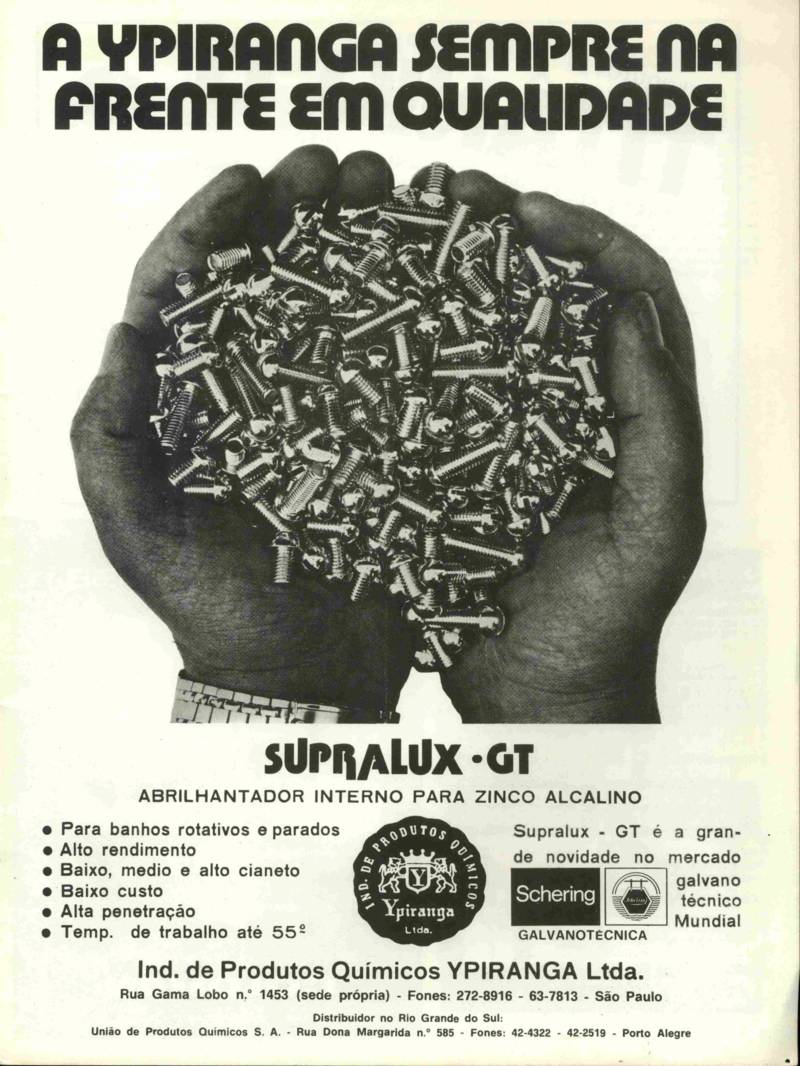 A YPIRANGA SEMPRE NA
FRENTE EM QUALIDADE
SUPRALUX - GT
ABRILHANTADOR INTERNO PARA ZINCO ALCALINO
● Para banhos rotativos e parados
● Alto rendimento
● Baixo, medio e alto cianeto
● Baixo custo
● Alta penetração
● Temp. de trabalho até 55º
IND. DE PRODUTOS QUÍMICOS
Y
Ypiranga
Ltda.
Supralux - GT é a gran-
de novidade no mercado
galvano
técnico
Mundial
Schering
GALVANOTÉCNICA
Ind. de Produtos Químicos YPIRANGA Ltda.
Rua Gama Lobo n.º 1453 (sede própria) - Fones: 272-8916 - 63-7813 - São Paulo
Distribuidor no Rio Grande do Sul:
União de Produtos Químicos S. A. - Rua Dona Margarida n.º 585 - Fones: 42-4322 - 42-2519 - Porto Alegre